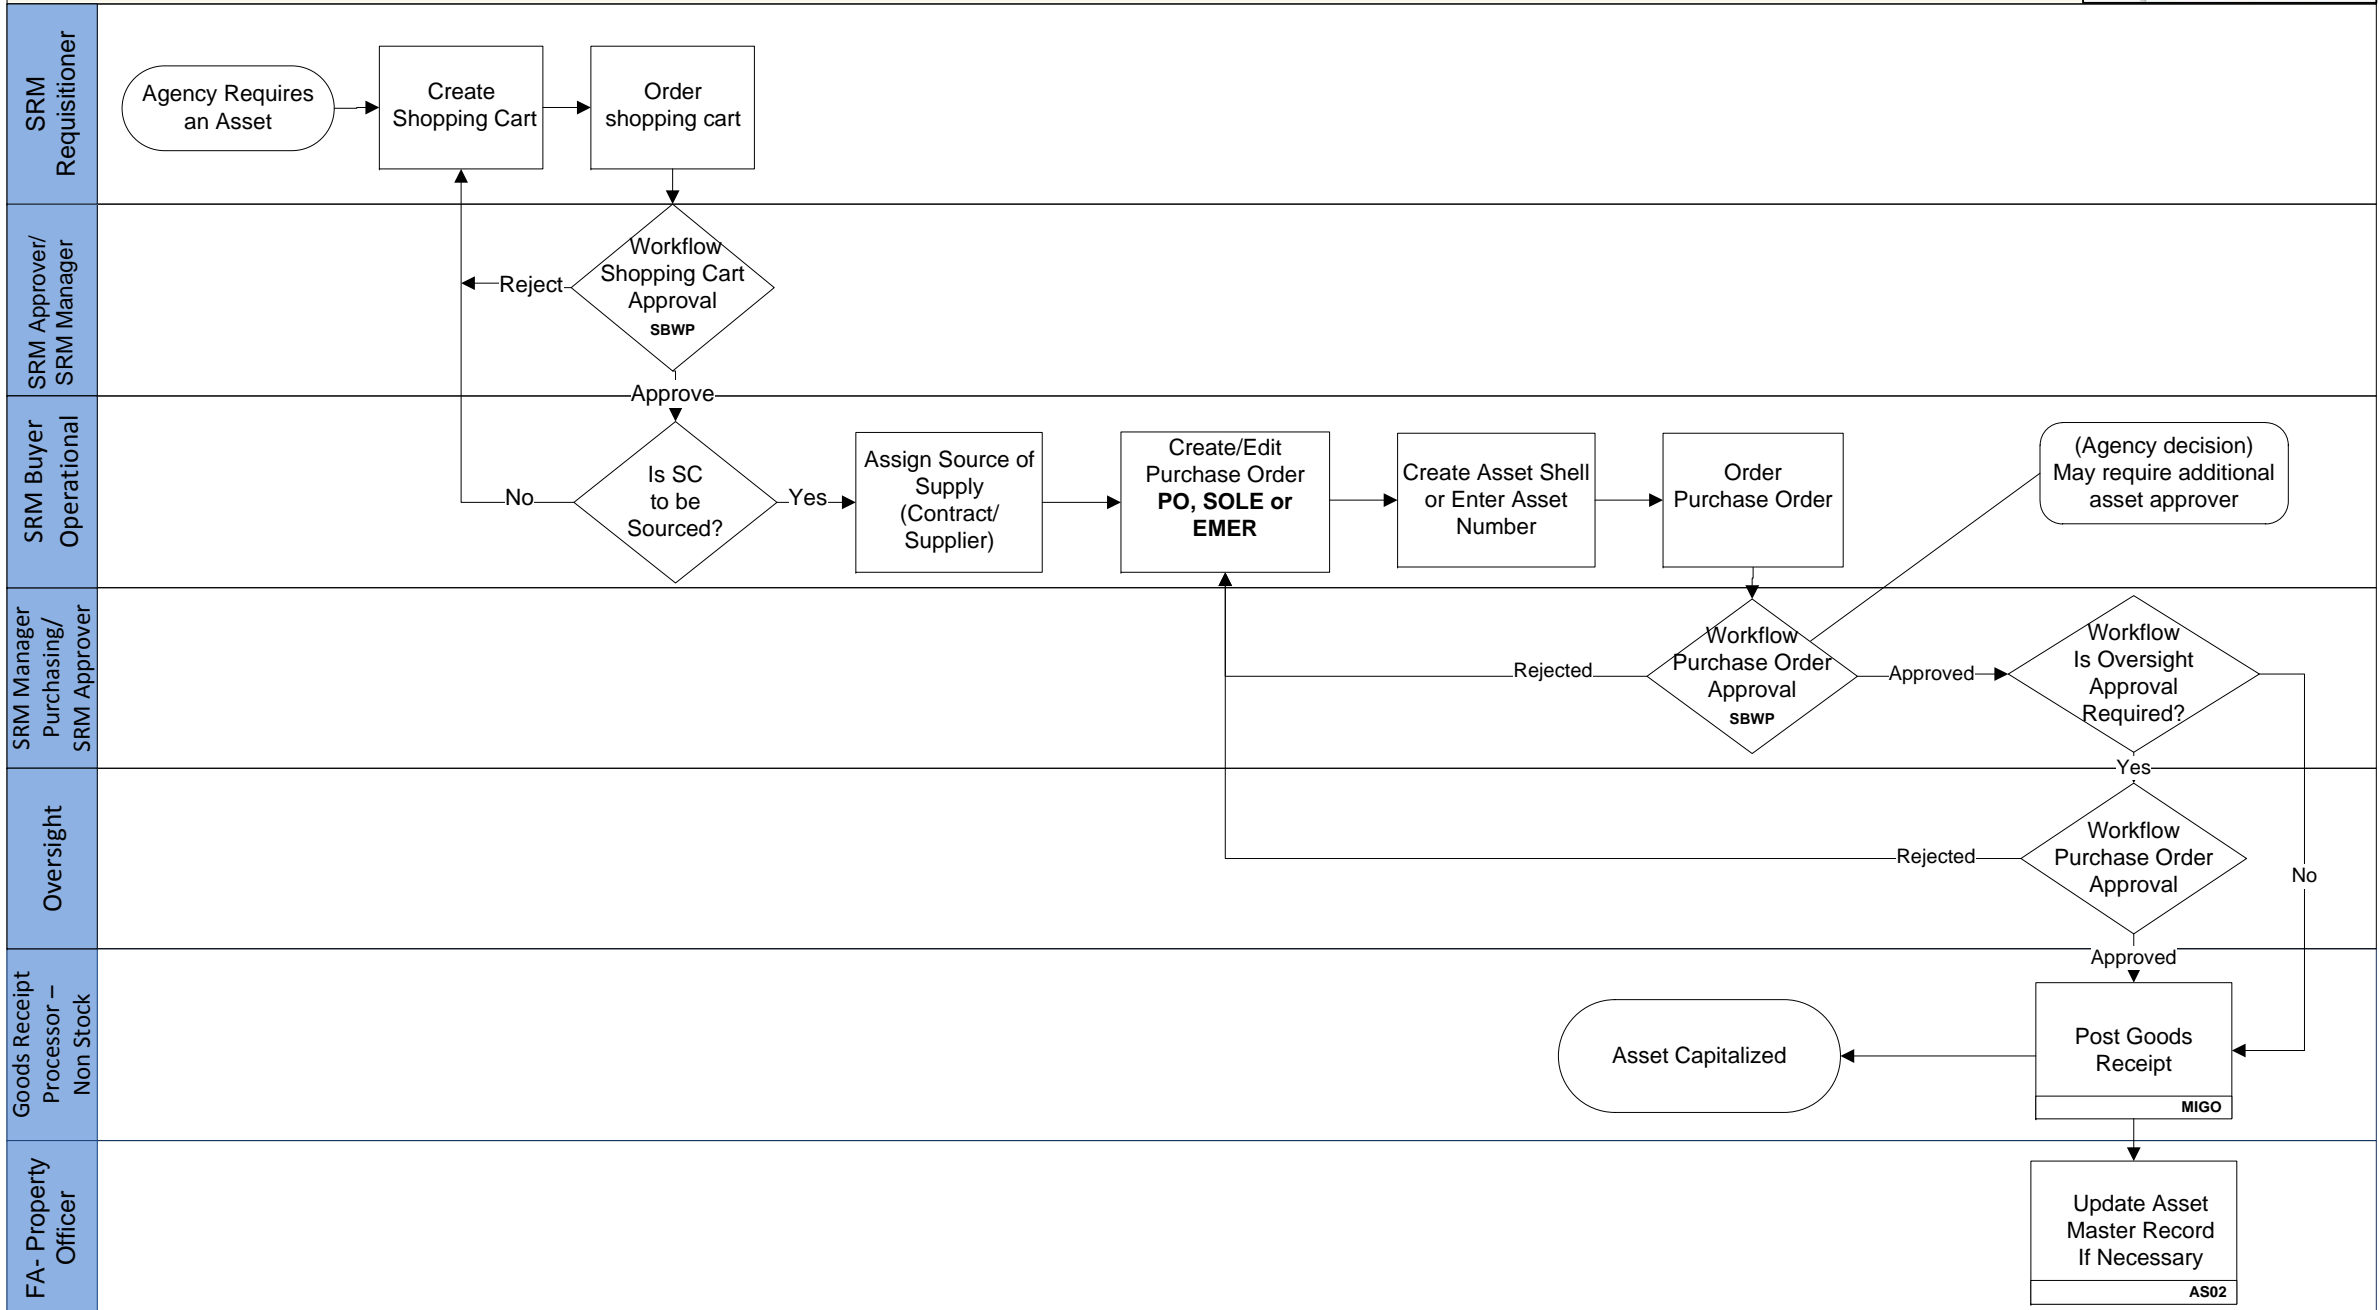 SRM
Requisitioner
Agency Requires
an Asset
Create
Shopping Cart
Order
shopping cart
SRM Approver/
SRM Manager
Workflow
Shopping Cart
Approval
SBWP
Reject
Approve
SRM Buyer
Operational
Is SC
to be
Sourced?
No
Yes
Assign Source of
Supply
(Contract/
Supplier)
Create/Edit
Purchase Order
PO, SOLE or
EMER
Create Asset Shell
or Enter Asset
Number
Order
Purchase Order
(Agency decision)
May require additional
asset approver
SRM Manager
Purchasing/
SRM Approver
Rejected
Workflow
Purchase Order
Approval
SBWP
Approved
Workflow
Is Oversight
Approval
Required?
Yes
No
Oversight
Rejected
Workflow
Purchase Order
Approval
Approved
Goods Receipt
Processor –
Non Stock
Asset Capitalized
Post Goods
Receipt
MIGO
FA- Property
Officer
Update Asset
Master Record
If Necessary
AS02